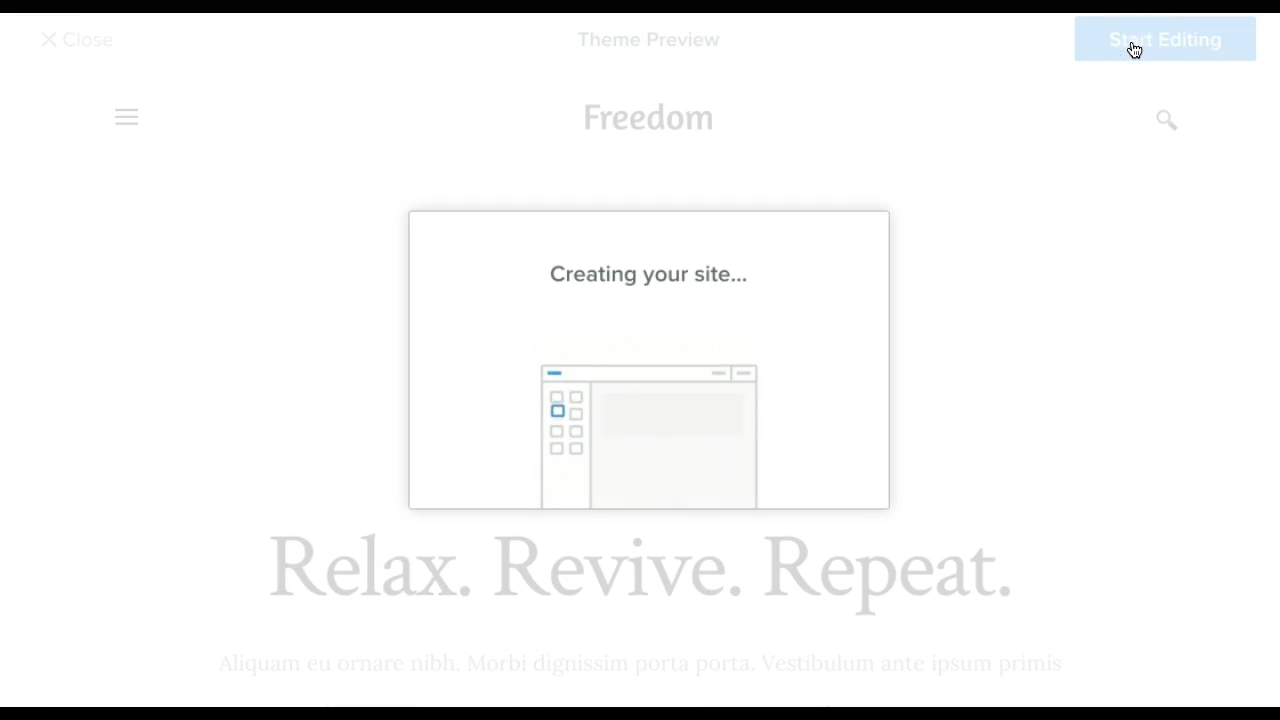 Close
Theme Preview
Start Editing
Freedom
Creating your site...
Relax. Revive. Repeat.
Aliquam eu ornare nibh. Morbi dignissim porta porta. Vestibulum ante ipsum primis